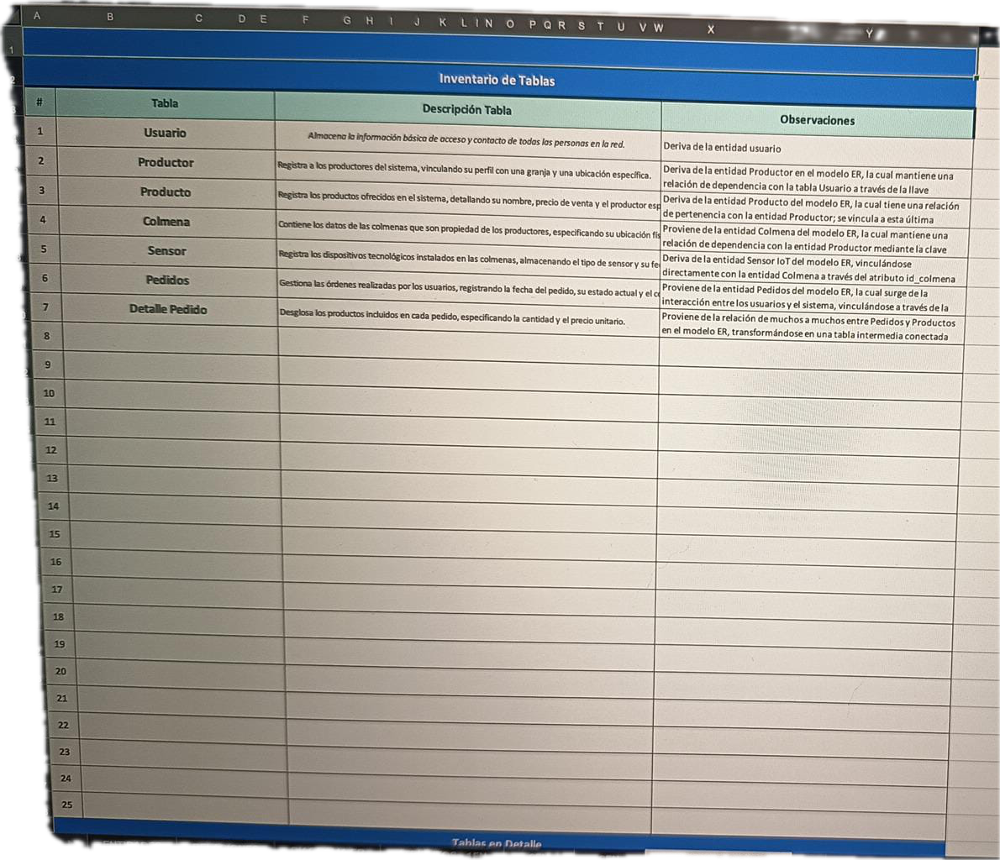 A B C D E F G H I J K L I N O P Q R S T U V W X Y
1
2
Inventario de Tablas
# Tabla Descripción Tabla Observaciones
1 Usuario Almacena la información básica de acceso y contacto de todas las personas en la red. Deriva de la entidad usuario
2 Productor Registra a los productores del sistema, vinculando su perfil con una granja y una ubicación específica. Deriva de la entidad Productor en el modelo ER, la cual mantiene una
relación de dependencia con la tabla Usuario a través de la llave
3 Producto Registra los productos ofrecidos en el sistema, detallando su nombre, precio de venta y el productor esp Deriva de la entidad Producto del modelo ER, la cual tiene una relación
de pertenencia con la entidad Productor; se vincula a esta última
4 Colmena Contiene los datos de las colmenas que son propiedad de los productores, especificando su ubicación fís Proviene de la entidad Colmena del modelo ER, la cual mantiene una
relación de dependencia con la entidad Productor mediante la clave
5 Sensor Registra los dispositivos tecnológicos instalados en las colmenas, almacenando el tipo de sensor y su fe Deriva de la entidad Sensor IoT del modelo ER, vinculándose
directamente con la entidad Colmena a través del atributo id_colmena
6 Pedidos Gestiona las órdenes realizadas por los usuarios, registrando la fecha del pedido, su estado actual y el c Proviene de la entidad Pedidos del modelo ER, la cual surge de la
interacción entre los usuarios y el sistema, vinculándose a través de la
7 Detalle Pedido Desglosa los productos incluidos en cada pedido, especificando la cantidad y el precio unitario. Proviene de la relación de muchos a muchos entre Pedidos y Productos
en el modelo ER, transformándose en una tabla intermedia conectada
8
9
10
11
12
13
14
15
16
17
18
19
20
21
22
23
24
25
Tablas en Detalle